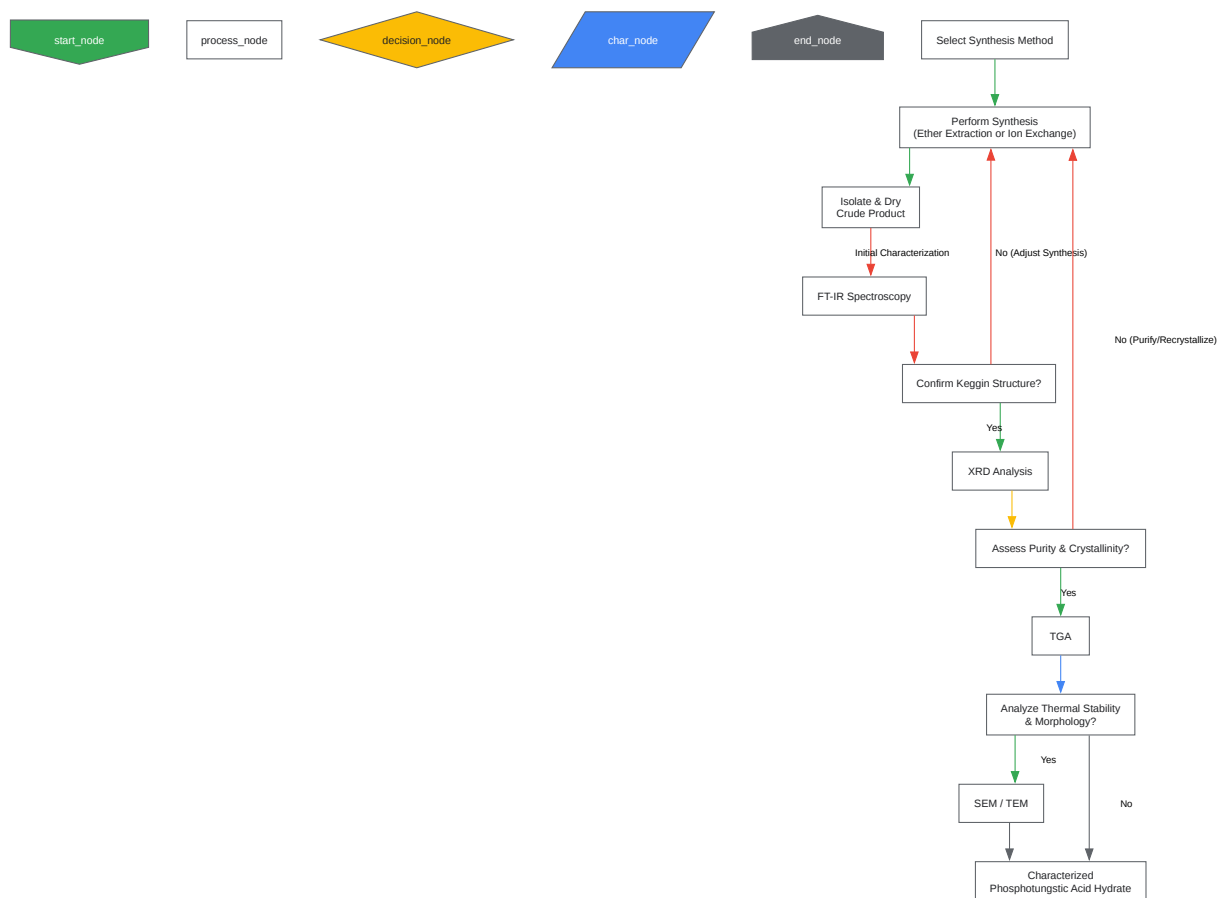 start_node
process_node
decision_node
char_node
end_node
Select Synthesis Method
Perform Synthesis
(Ether Extraction or Ion Exchange)
Isolate & Dry
Crude Product
Initial Characterization
No (Adjust Synthesis)
FT-IR Spectroscopy
No (Purify/Recrystallize)
Confirm Keggin Structure?
Yes
XRD Analysis
Assess Purity & Crystallinity?
Yes
TGA
Analyze Thermal Stability
& Morphology?
Yes
SEM / TEM
No
Characterized
Phosphotungstic Acid Hydrate